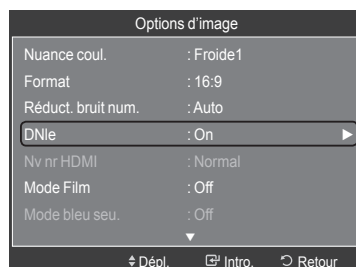 Options d'image
Nuance coul. : Froide1
Format : 16:9
Réduct. bruit num. : Auto
DNIe : On
Nv nr HDMI : Normal
Mode Film : Off
Mode bleu seu. : Off
Dépl. Intro. Retour